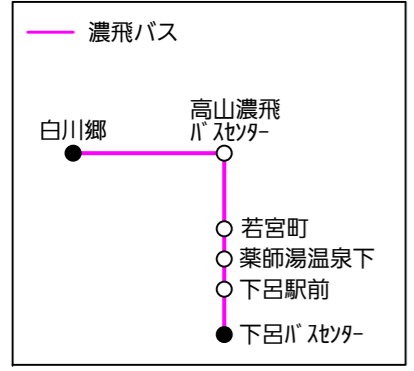 濃飛バス
高山濃飛
バスセンター
白川郷
若宮町
薬師湯温泉下
下呂駅前
下呂バスセンター